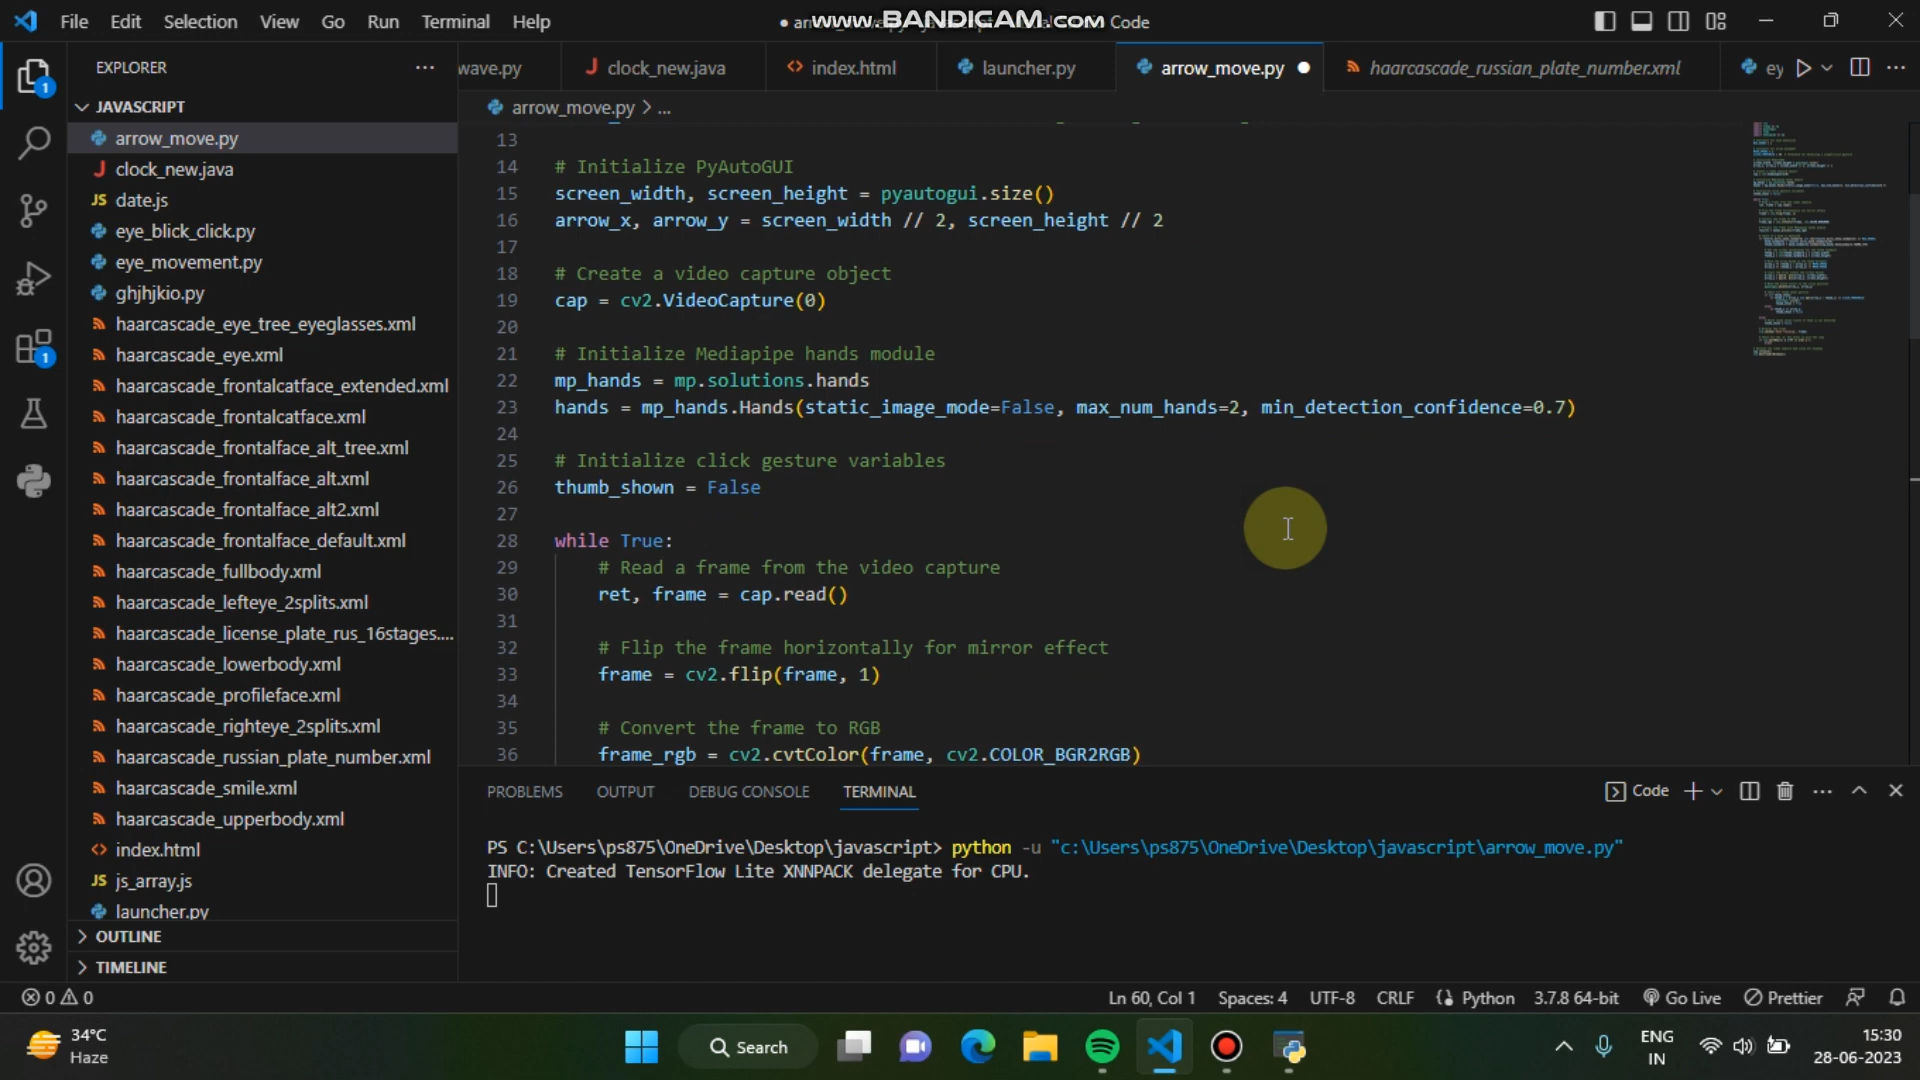 File Edit Selection View Go Run Terminal Help
www.BANDICAM.com
Code
EXPLORER
wave.py
clock_new.java
index.html
launcher.py
arrow_move.py
haarcascade_russian_plate_number.xml
ey
JAVASCRIPT
arrow_move.py > ...
arrow_move.py
clock_new.java
date.js
eye_blick_click.py
eye_movement.py
ghjhjkio.py
haarcascade_eye_tree_eyeglasses.xml
haarcascade_eye.xml
haarcascade_frontalcatface_extended.xml
haarcascade_frontalcatface.xml
haarcascade_frontalface_alt_tree.xml
haarcascade_frontalface_alt.xml
haarcascade_frontalface_alt2.xml
haarcascade_frontalface_default.xml
haarcascade_fullbody.xml
haarcascade_lefteye_2splits.xml
haarcascade_license_plate_rus_16stages....
haarcascade_lowerbody.xml
haarcascade_profileface.xml
haarcascade_righteye_2splits.xml
haarcascade_russian_plate_number.xml
haarcascade_smile.xml
haarcascade_upperbody.xml
index.html
js_array.js
launcher.py
OUTLINE
TIMELINE
13
14 # Initialize PyAutoGUI
15 screen_width, screen_height = pyautogui.size()
16 arrow_x, arrow_y = screen_width // 2, screen_height // 2
17
18 # Create a video capture object
19 cap = cv2.VideoCapture(0)
20
21 # Initialize Mediapipe hands module
22 mp_hands = mp.solutions.hands
23 hands = mp_hands.Hands(static_image_mode=False, max_num_hands=2, min_detection_confidence=0.7)
24
25 # Initialize click gesture variables
26 thumb_shown = False
27
28 while True:
29 # Read a frame from the video capture
30 ret, frame = cap.read()
31
32 # Flip the frame horizontally for mirror effect
33 frame = cv2.flip(frame, 1)
34
35 # Convert the frame to RGB
36 frame_rgb = cv2.cvtColor(frame, cv2.COLOR_BGR2RGB)
PROBLEMS OUTPUT DEBUG CONSOLE TERMINAL
Code
PS C:\Users\ps875\OneDrive\Desktop\javascript> python -u "c:\Users\ps875\OneDrive\Desktop\javascript\arrow_move.py"
INFO: Created TensorFlow Lite XNNPACK delegate for CPU.
0 0
Ln 60, Col 1 Spaces: 4 UTF-8 CRLF Python 3.7.8 64-bit Go Live Prettier
34°C
Haze
Search
ENG
IN
15:30
28-06-2023
1
1